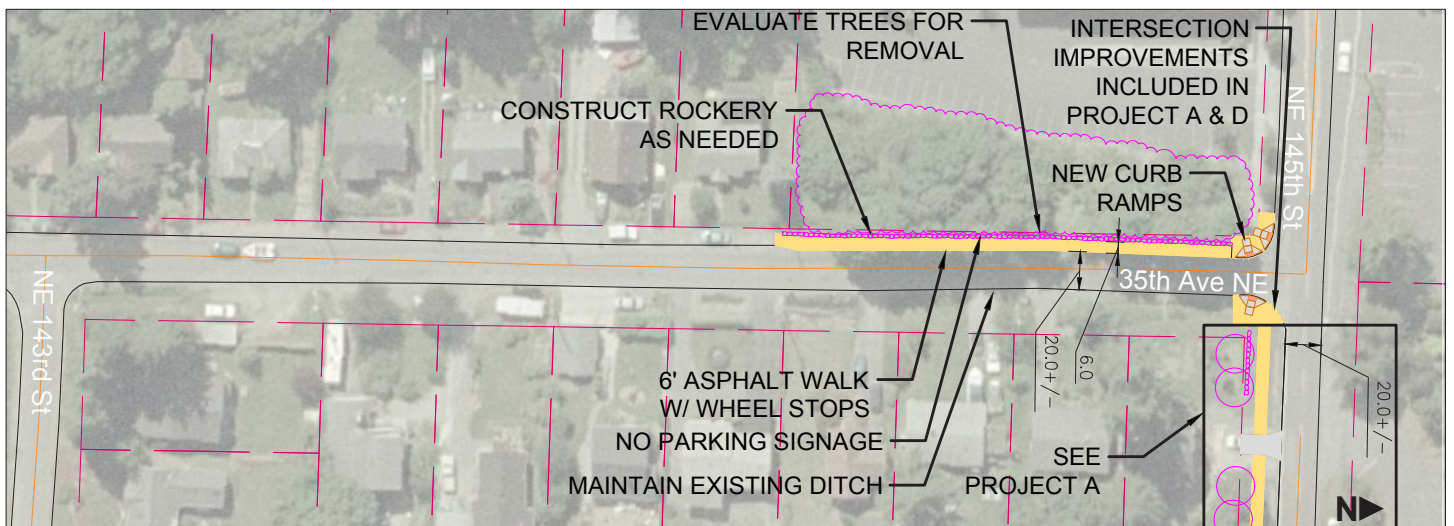 EVALUATE TREES FOR
REMOVAL
INTERSECTION
IMPROVEMENTS
INCLUDED IN
PROJECT A & D
CONSTRUCT ROCKERY
AS NEEDED
NEW CURB
RAMPS
NE 145th St
35th Ave NE
NE 143rd St
6.0
20.0+/-
20.0+/-
6' ASPHALT WALK
W/ WHEEL STOPS
NO PARKING SIGNAGE
MAINTAIN EXISTING DITCH
SEE
PROJECT A
N